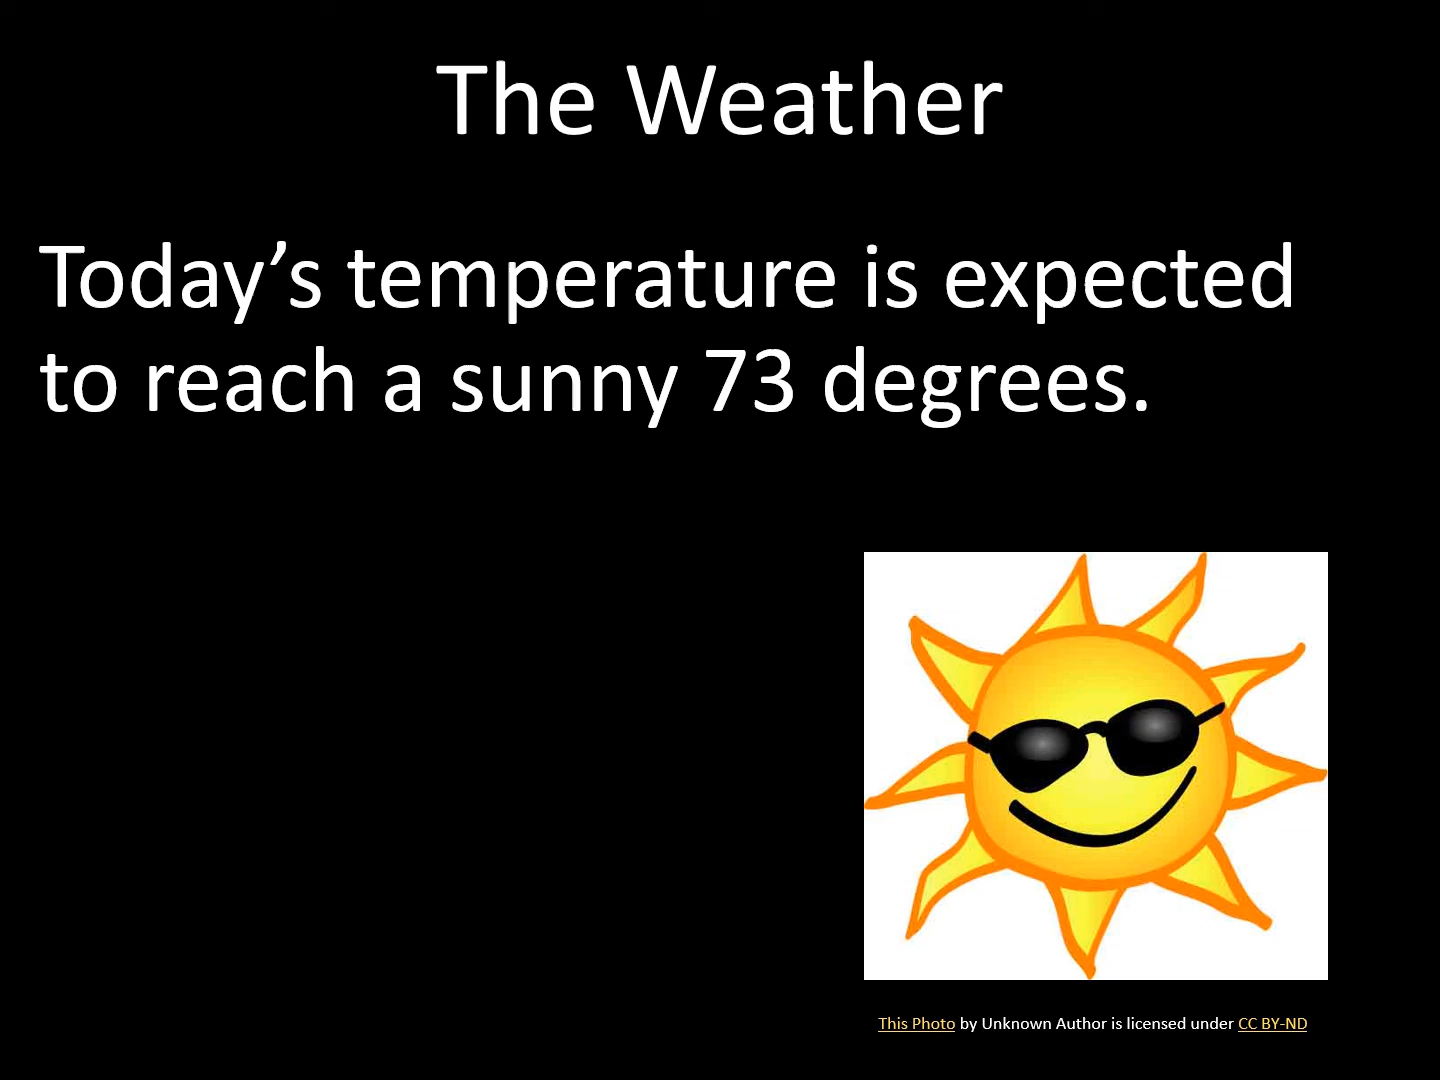 The Weather
Today’s temperature is expected
to reach a sunny 73 degrees.
This Photo by Unknown Author is licensed under CC BY-ND